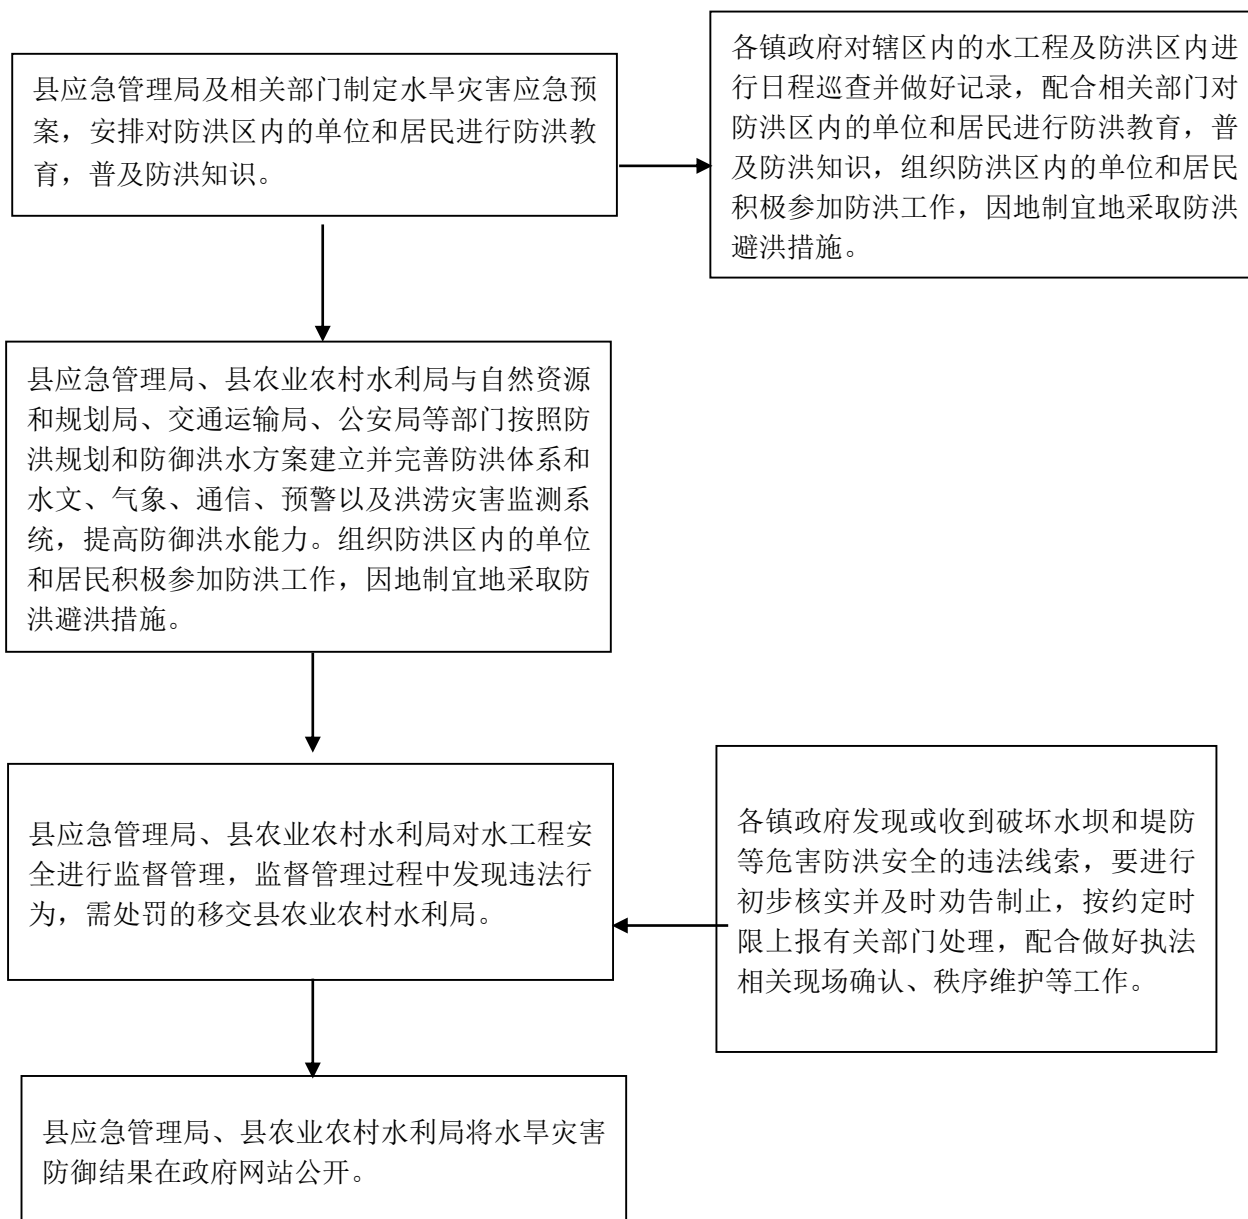 县应急管理局及相关部门制定水旱灾害应急预
案，安排对防洪区内的单位和居民进行防洪教
育，普及防洪知识。
各镇政府对辖区内的水工程及防洪区内进
行日程巡查并做好记录，配合相关部门对
防洪区内的单位和居民进行防洪教育，普
及防洪知识，组织防洪区内的单位和居民
积极参加防洪工作，因地制宜地采取防洪
避洪措施。
县应急管理局、县农业农村水利局与自然资源
和规划局、交通运输局、公安局等部门按照防
洪规划和防御洪水方案建立并完善防洪体系和
水文、气象、通信、预警以及洪涝灾害监测系
统，提高防御洪水能力。组织防洪区内的单位
和居民积极参加防洪工作，因地制宜地采取防
洪避洪措施。
县应急管理局、县农业农村水利局对水工程安
全进行监督管理，监督管理过程中发现违法行
为，需处罚的移交县农业农村水利局。
各镇政府发现或收到破坏水坝和堤防
等危害防洪安全的违法线索，要进行
初步核实并及时劝告制止，按约定时
限上报有关部门处理，配合做好执法
相关现场确认、秩序维护等工作。
县应急管理局、县农业农村水利局将水旱灾害
防御结果在政府网站公开。